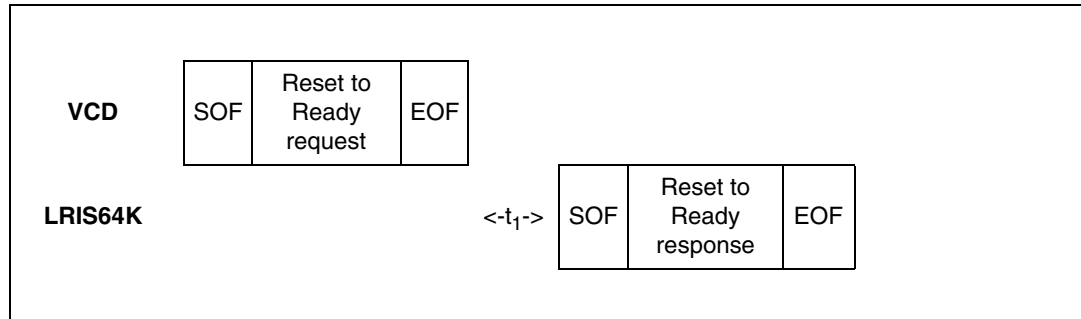 VCD
SOF
Reset to
Ready
request
EOF
LRIS64K
<-t₁->
SOF
Reset to
Ready
response
EOF